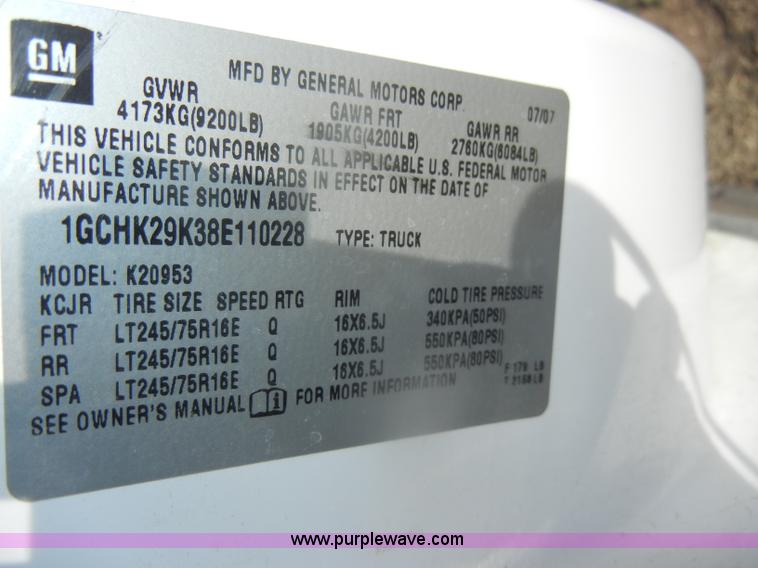 GM
MFD BY GENERAL MOTORS CORP. 07/07
GVWR GAWR FRT GAWR RR
4173KG(9200LB) 1905KG(4200LB) 2760KG(6084LB)
THIS VEHICLE CONFORMS TO ALL APPLICABLE U.S. FEDERAL MOTOR
VEHICLE SAFETY STANDARDS IN EFFECT ON THE DATE OF
MANUFACTURE SHOWN ABOVE.
1GCHK29K38E110228 TYPE: TRUCK
MODEL: K20953
KCJR TIRE SIZE SPEED RTG RIM COLD TIRE PRESSURE
FRT LT245/75R16E Q 16X6.5J 340KPA(50PSI)
RR LT245/75R16E Q 16X6.5J 550KPA(80PSI)
SPA LT245/75R16E Q 16X6.5J 550KPA(80PSI)
F 179 LB
T 2158 LB
SEE OWNER'S MANUAL i FOR MORE INFORMATION
www.purplewave.com